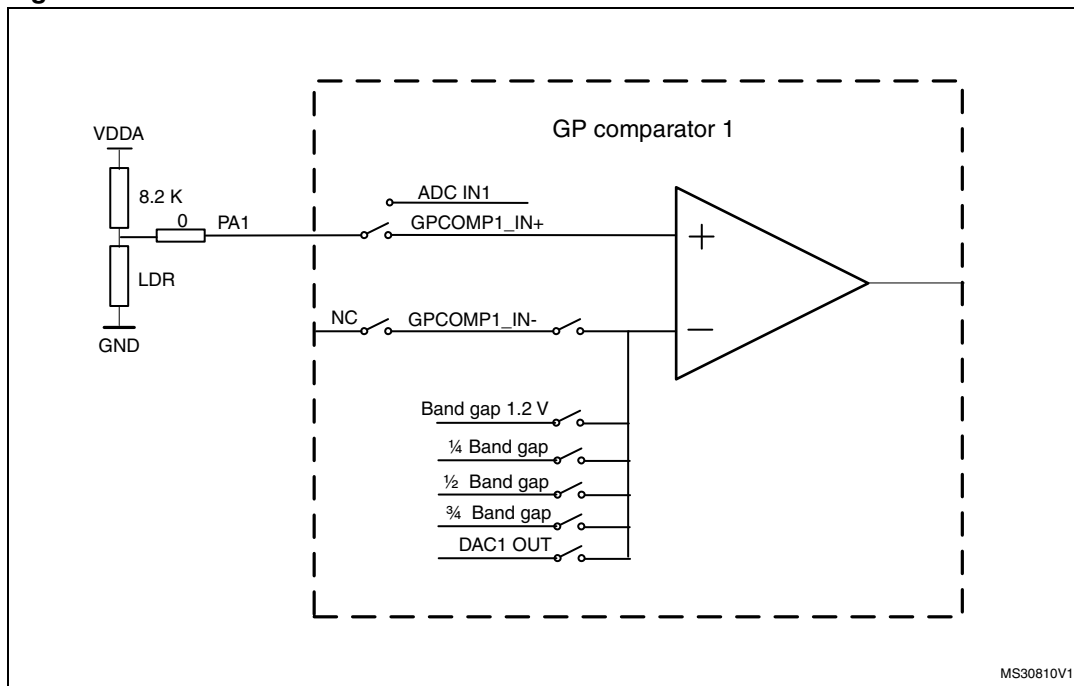 GP comparator 1
VDDA
8.2 K
0
PA1
LDR
GND
ADC IN1
GPCOMP1_IN+
+
NC
GPCOMP1_IN-
–
Band gap 1.2 V
¼ Band gap
½ Band gap
¾ Band gap
DAC1 OUT
MS30810V1